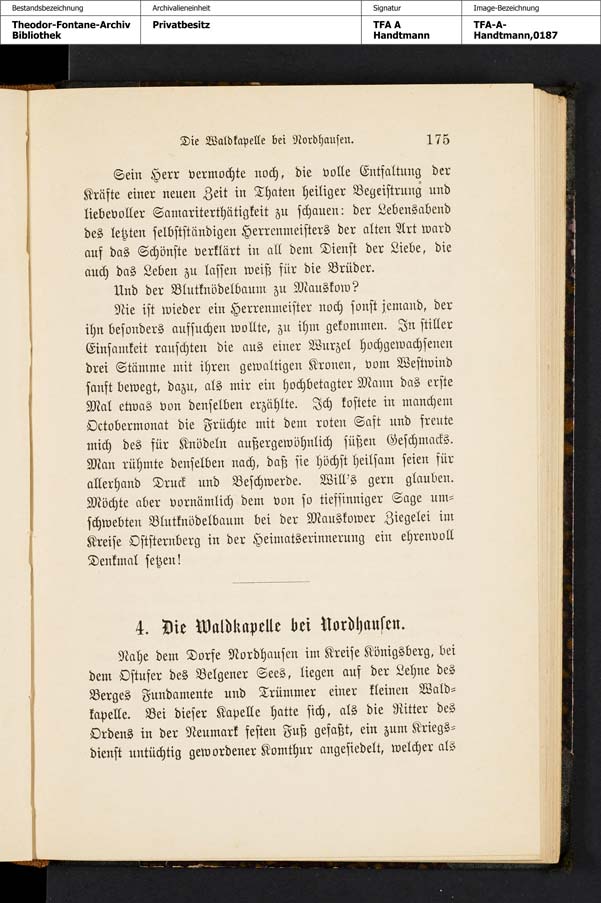 Bestandsbezeichnung Archivalieneinheit Signatur Image-Bezeichnung
Theodor-Fontane-Archiv Privatbesitz TFA A TFA-A-
Bibliothek Handtmann Handtmann,0187
Die Waldkapelle bei Nordhausen. 175
Sein Herr vermochte noch, die volle Entfaltung der
Kräfte einer neuen Zeit in Thaten heiliger Begeistrung und
liebevoller Samariterthätigkeit zu schauen: der Lebensabend
des letzten selbstständigen Herrenmeisters der alten Art ward
auf das Schönste verklärt in all dem Dienst der Liebe, die
auch das Leben zu lassen weiß für die Brüder.
Und der Blutknödelbaum zu Mauskow?
Nie ist wieder ein Herrenmeister noch sonst jemand, der
ihn besonders aufsuchen wollte, zu ihm gekommen. In stiller
Einsamkeit rauschten die aus einer Wurzel hochgewachsenen
drei Stämme mit ihren gewaltigen Kronen, vom Westwind
sanft bewegt, dazu, als mir ein hochbetagter Mann das erste
Mal etwas von denselben erzählte. Ich kostete in manchem
Octobermonat die Früchte mit dem roten Saft und freute
mich des für Knödeln außergewöhnlich süßen Geschmacks.
Man rühmte denselben nach, daß sie höchst heilsam seien für
allerhand Druck und Beschwerde. Will's gern glauben.
Möchte aber vornämlich dem von so tiefsinniger Sage um-
schwebten Blutknödelbaum bei der Mauskower Ziegelei im
Kreise Oststernberg in der Heimatserinnerung ein ehrenvoll
Denkmal setzen!
4. Die Waldkapelle bei Nordhausen.
Nahe dem Dorfe Nordhausen im Kreise Königsberg, bei
dem Ostufer des Belgener Sees, liegen auf der Lehne des
Berges Fundamente und Trümmer einer kleinen Wald-
kapelle. Bei dieser Kapelle hatte sich, als die Ritter des
Ordens in der Neumark festen Fuß gefaßt, ein zum Kriegs-
dienst untüchtig gewordener Komthur angesiedelt, welcher als